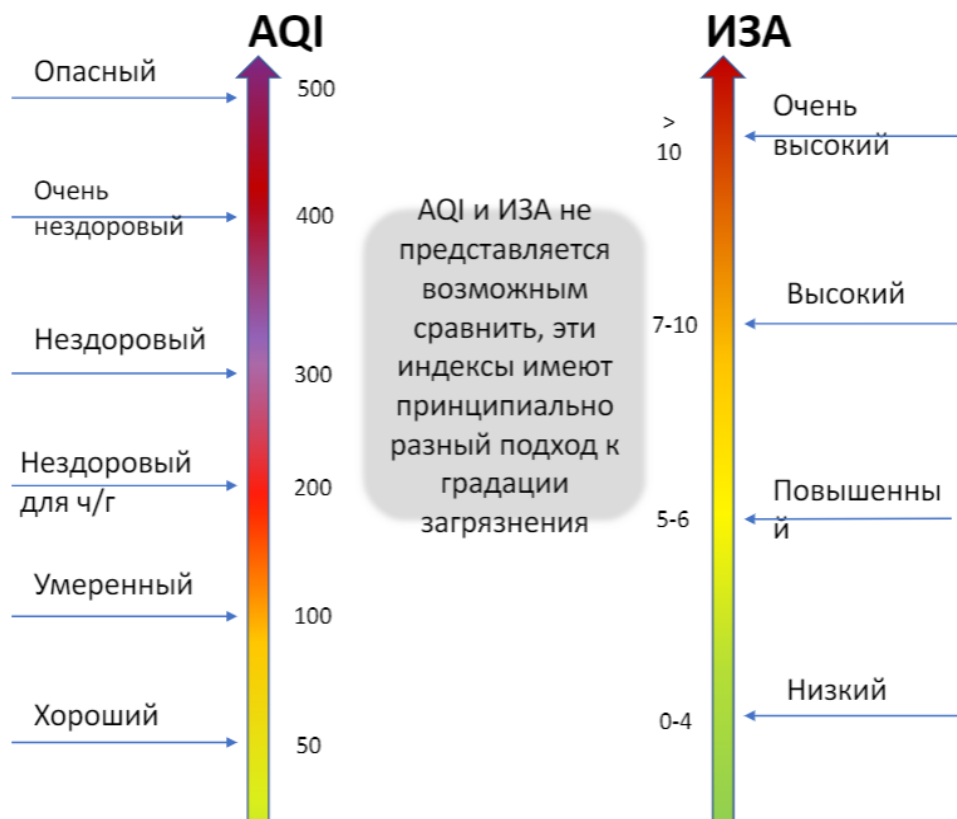 AQI
Опасный
500
Очень
нездоровый
400
Нездоровый
300
Нездоровый
для ч/г
200
Умеренный
100
Хороший
50
AQI и ИЗА не
представляется
возможным
сравнить, эти
индексы имеют
принципиально
разный подход к
градации
загрязнения
ИЗА
>
10
Очень
высокий
7-10
Высокий
5-6
Повышенны
й
0-4
Низкий